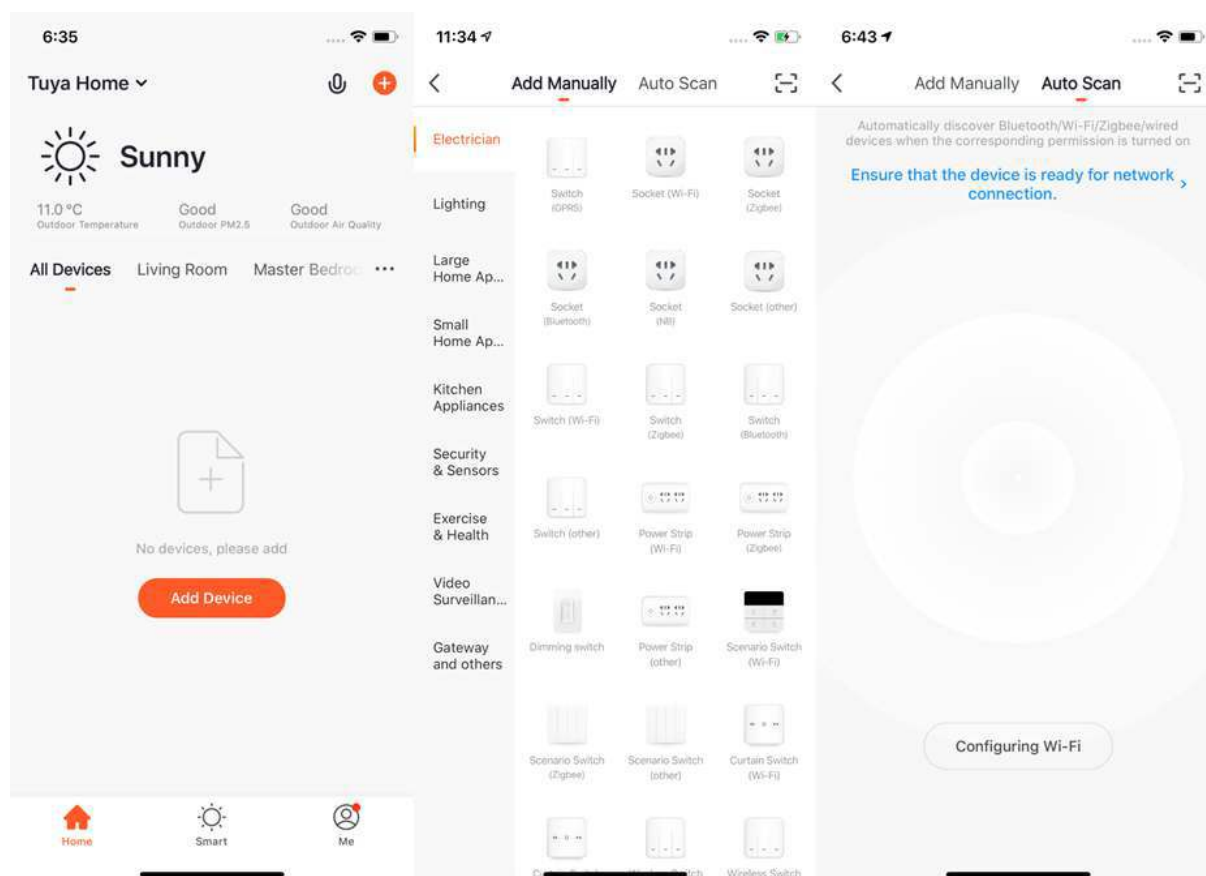 6:35
Tuya Home
Sunny
11.0 °C
Good
Good
Outdoor Temperature
Outdoor PM2.5
Outdoor Air Quality
All Devices
Living Room
Master Bedroo
No devices, please add
Add Device
Home
Smart
Me
11:34
Add Manually
Auto Scan
Electrician
Lighting
Large
Home Ap...
Small
Home Ap...
Kitchen
Appliances
Security
& Sensors
Exercise
& Health
Video
Surveillan...
Gateway
and others
Switch
(GPRS)
Socket (Wi-Fi)
Socket
(Zigbee)
Socket
(Bluetooth)
Socket
(NB)
Socket (other)
Switch (Wi-Fi)
Switch
(Zigbee)
Switch
(Bluetooth)
Switch (other)
Power Strip
(Wi-Fi)
Power Strip
(Zigbee)
Dimming switch
Power Strip
(other)
Scenario Switch
(Wi-Fi)
Scenario Switch
(Zigbee)
Scenario Switch
(other)
Curtain Switch
(Wi-Fi)
Wireless Switch
6:43
Add Manually
Auto Scan
Automatically discover Bluetooth/Wi-Fi/Zigbee/wired
devices when the corresponding permission is turned on
Ensure that the device is ready for network
connection.
Configuring Wi-Fi